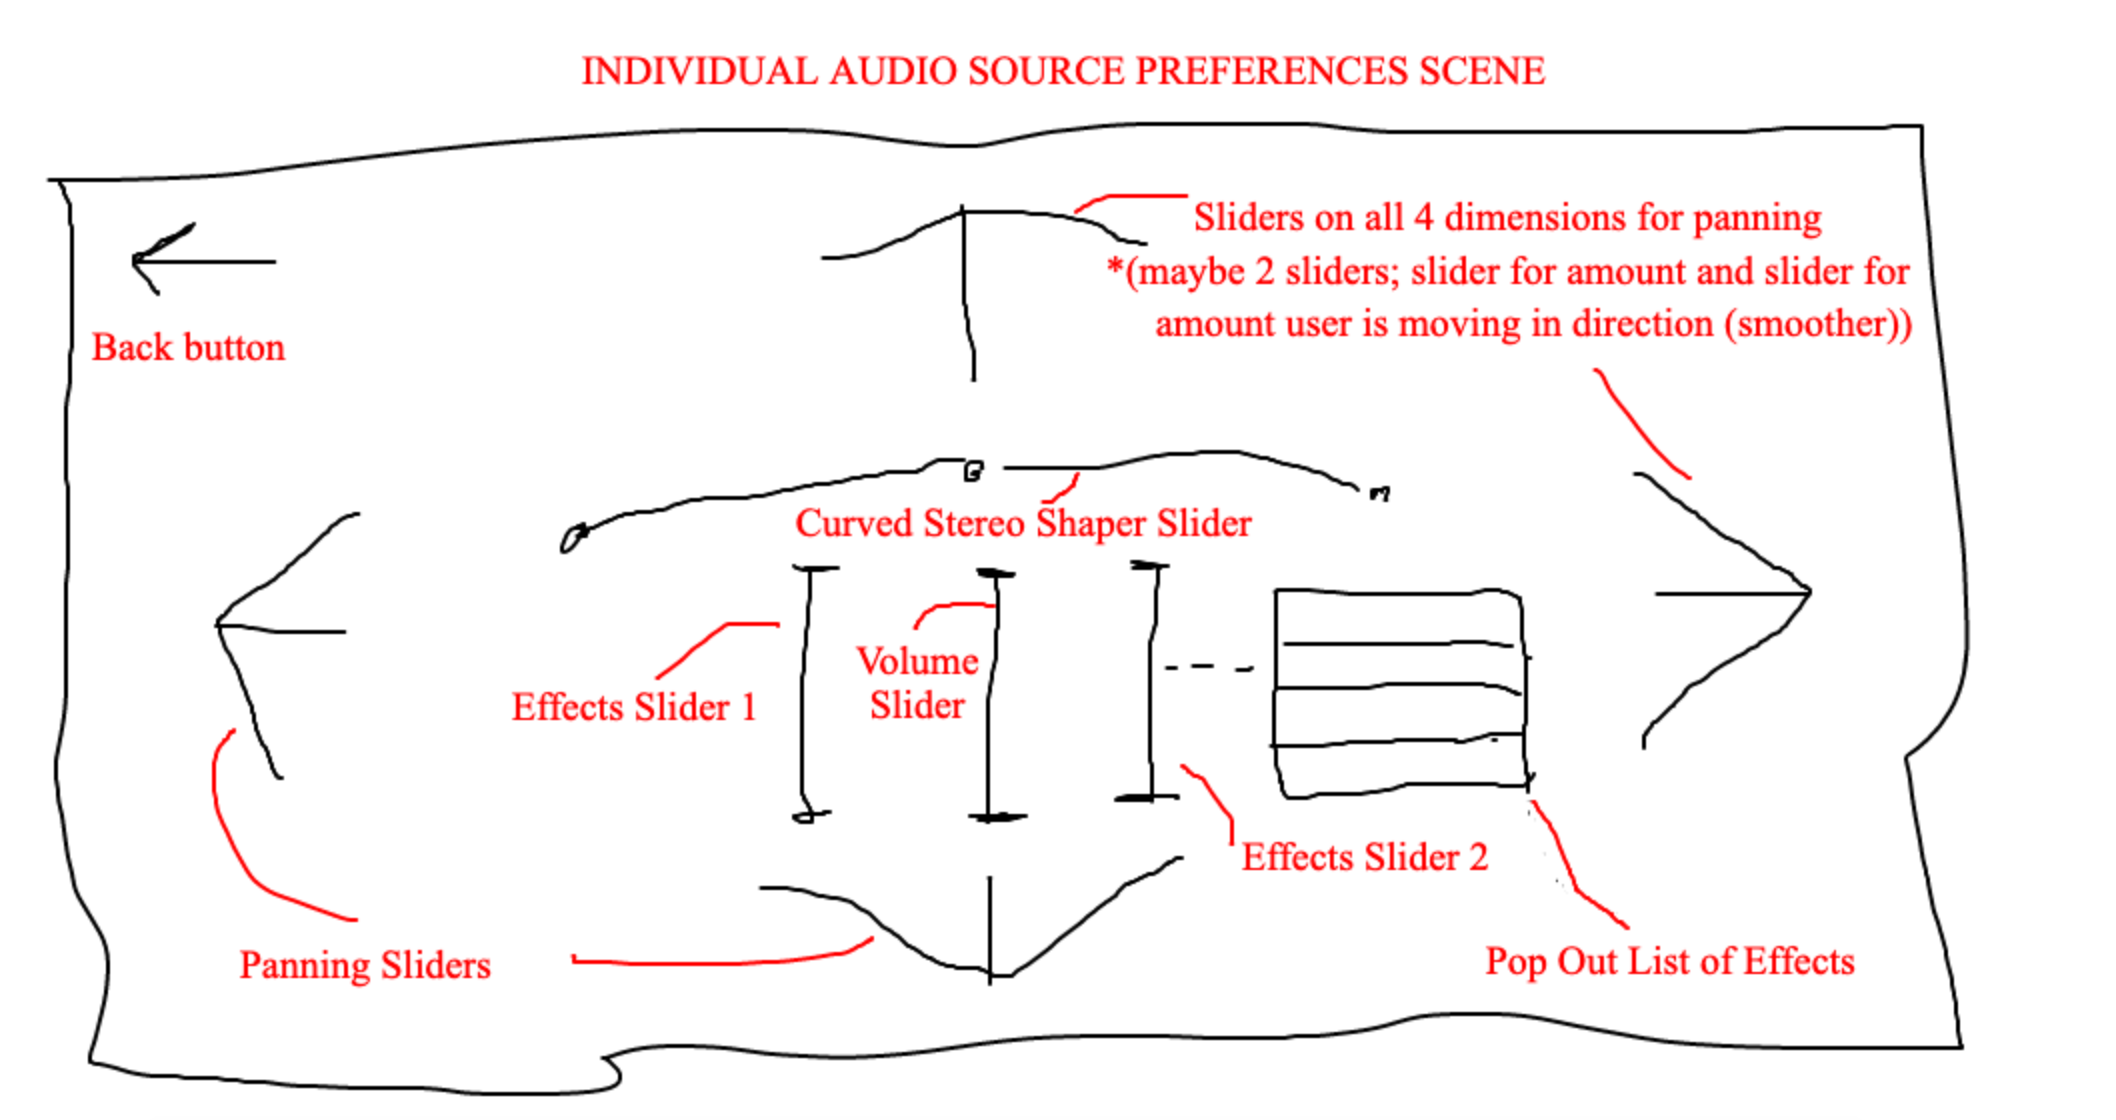 INDIVIDUAL AUDIO SOURCE PREFERENCES SCENE
Sliders on all 4 dimensions for panning
*(maybe 2 sliders; slider for amount and slider for
amount user is moving in direction (smoother))
Back button
Curved Stereo Shaper Slider
Effects Slider 1
Volume
Slider
Effects Slider 2
Panning Sliders
Pop Out List of Effects